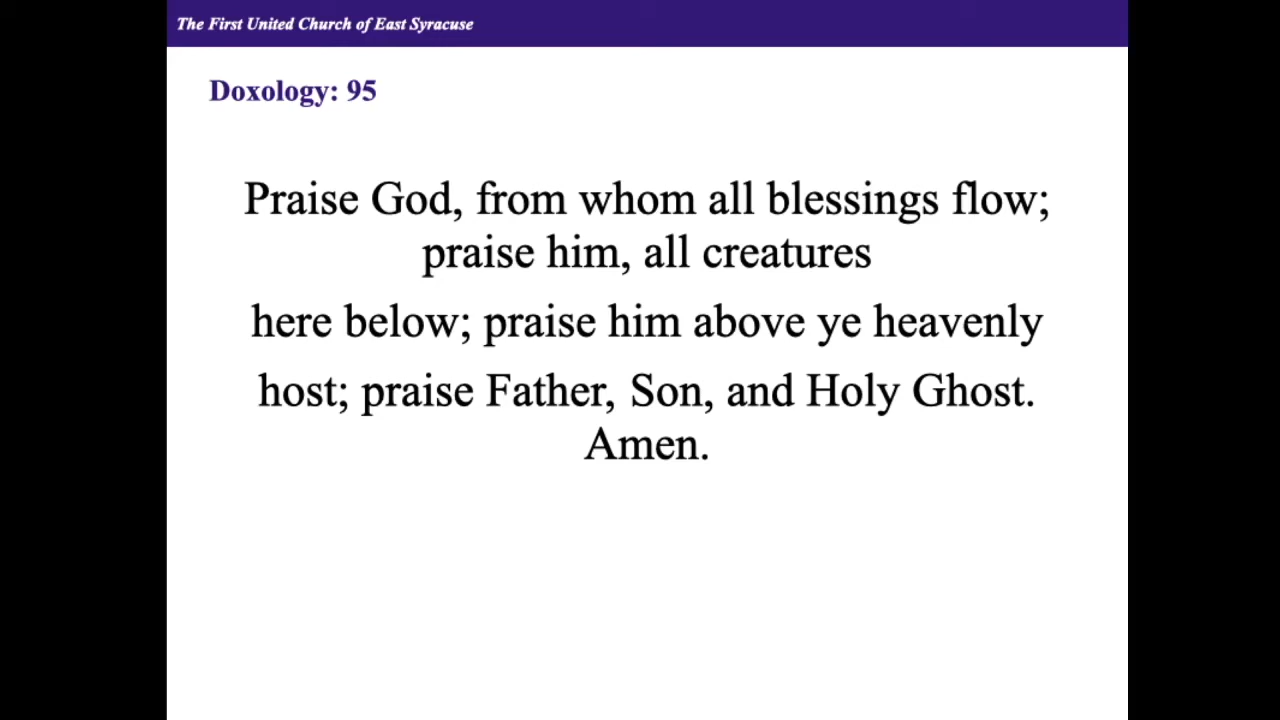 The First United Church of East Syracuse
Doxology: 95
Praise God, from whom all blessings flow;
praise him, all creatures
here below; praise him above ye heavenly
host; praise Father, Son, and Holy Ghost.
Amen.